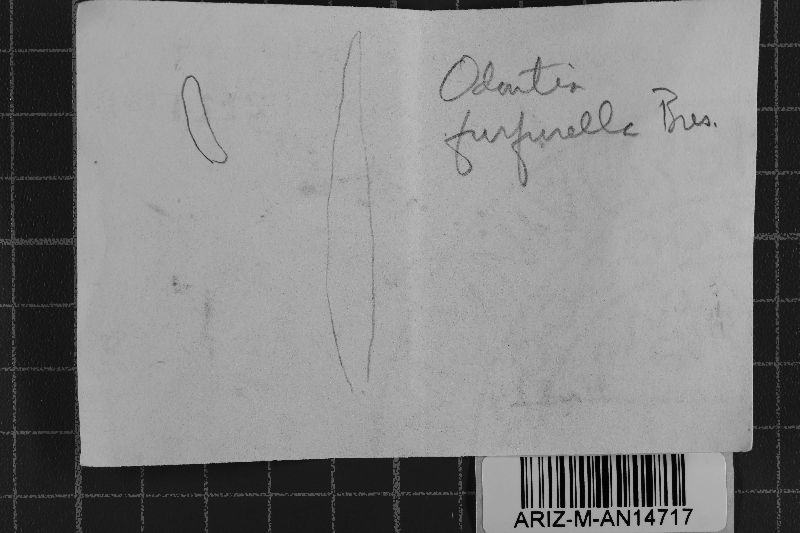 Odontia
furfurella Bres.
ARIZ-M-AN14717